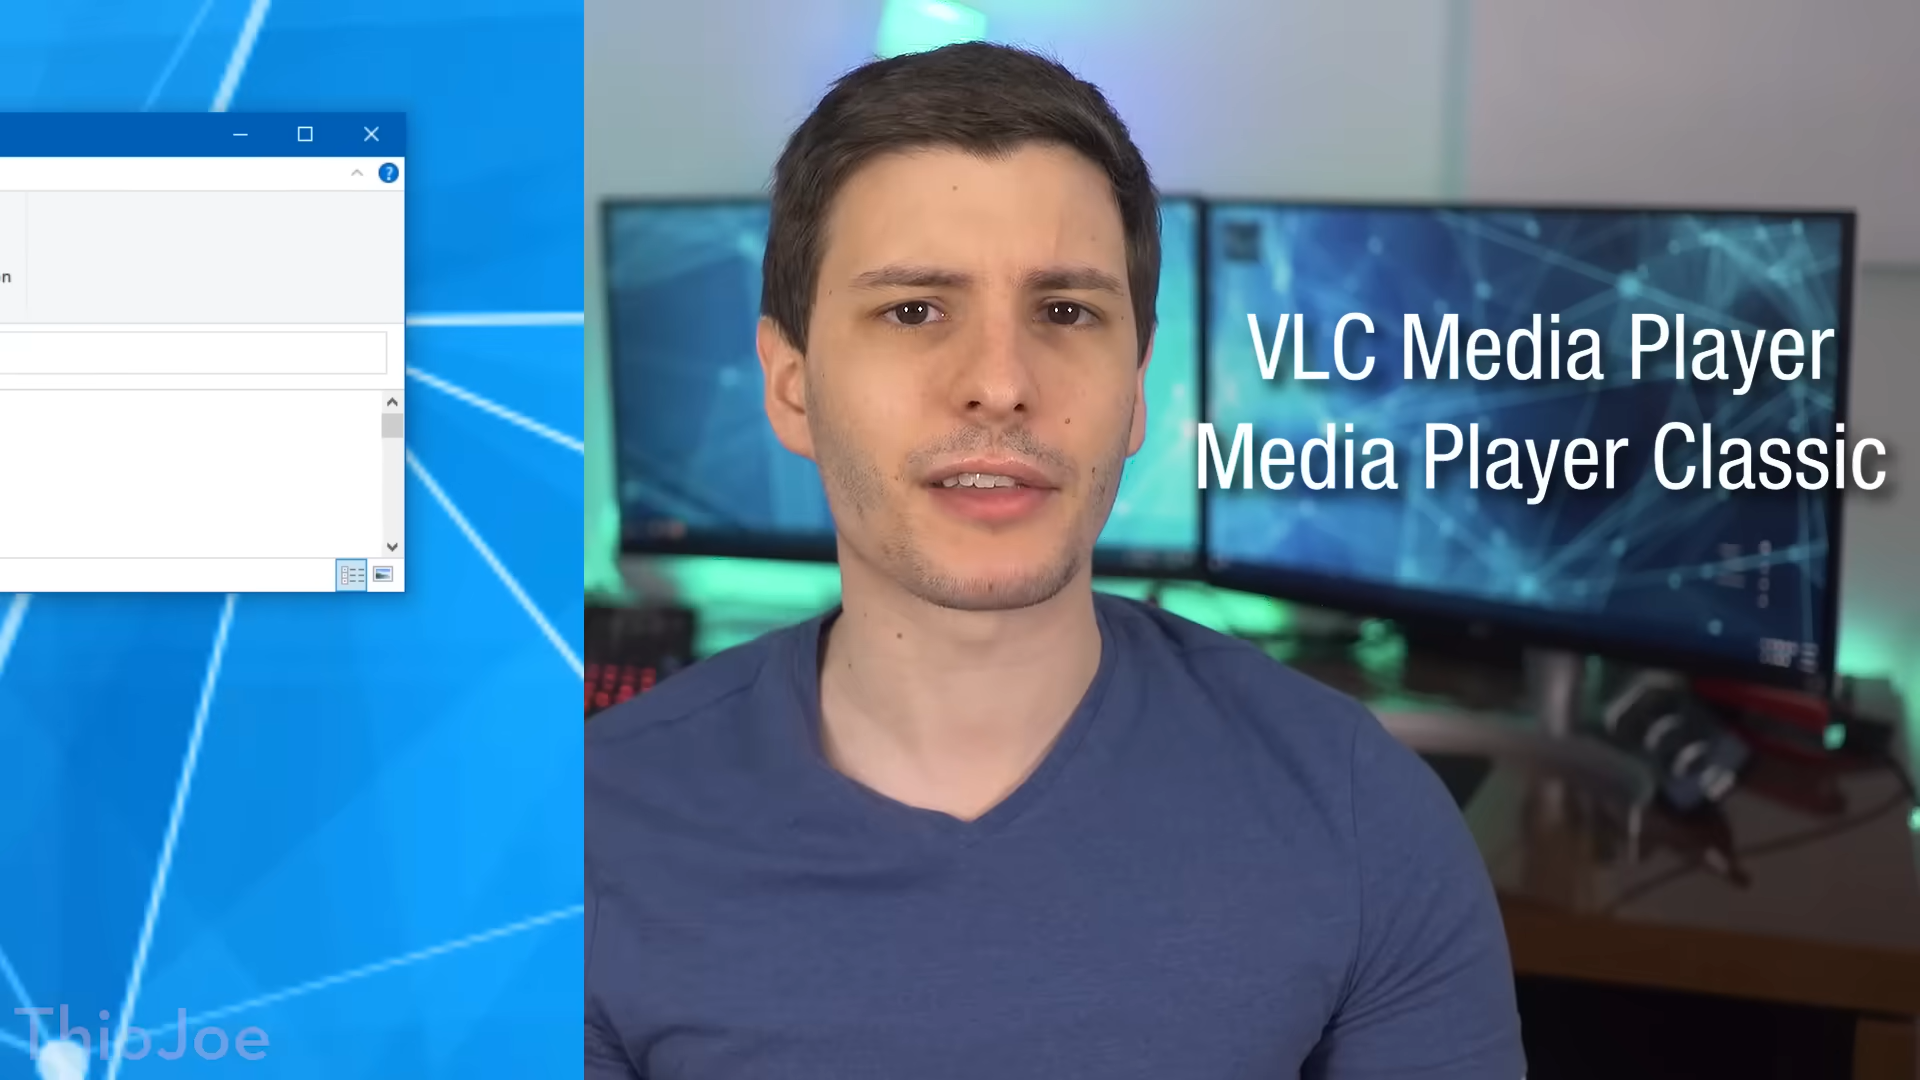 n
VLC Media Player
Media Player Classic
ThioJoe